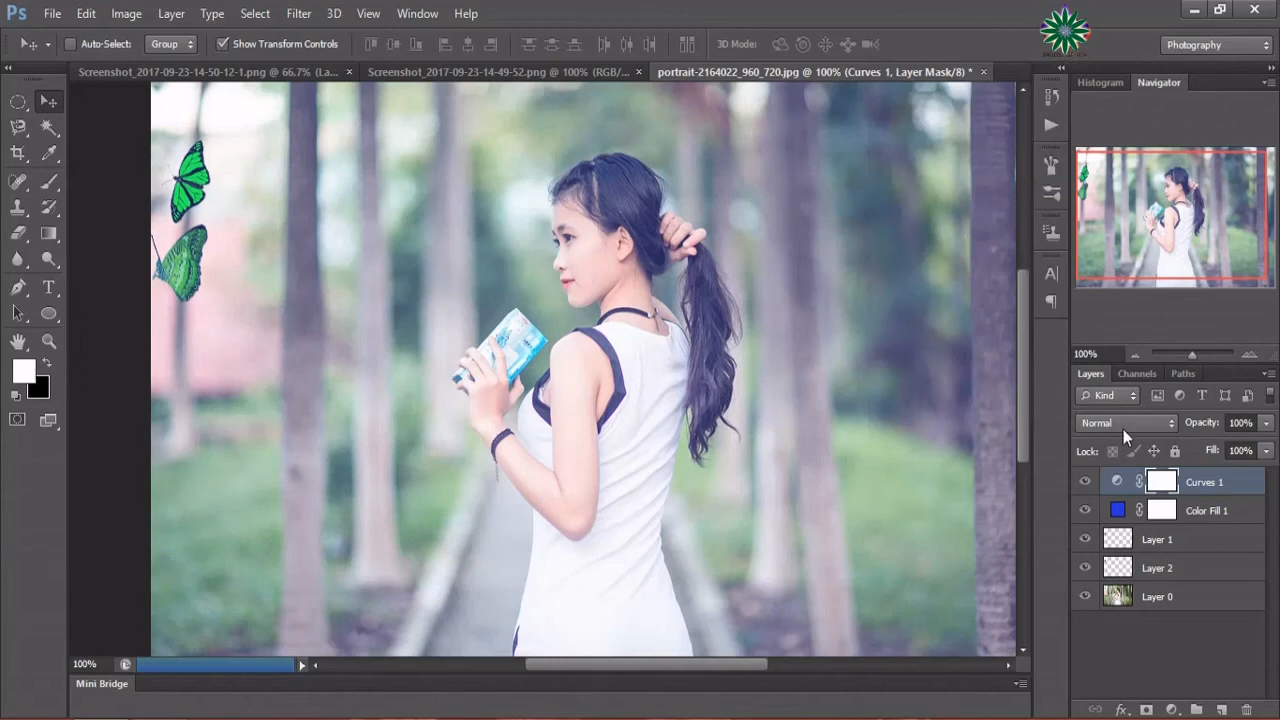 Ps File Edit Image Layer Type Select Filter 3D View Window Help
Auto-Select: Group Show Transform Controls 3D Mode: Photography
Screenshot_2017-09-23-14-50-12-1.png @ 66.7% (La... × Screenshot_2017-09-23-14-49-52.png @ 100% (RGB/... × portrait-2164022_960_720.jpg @ 100% (Curves 1, Layer Mask/8) * ×
Histogram Navigator
100%
Layers Channels Paths
Kind
Normal Opacity: 100%
Lock: Fill: 100%
Curves 1
Color Fill 1
Layer 1
Layer 2
Layer 0
100%
Mini Bridge